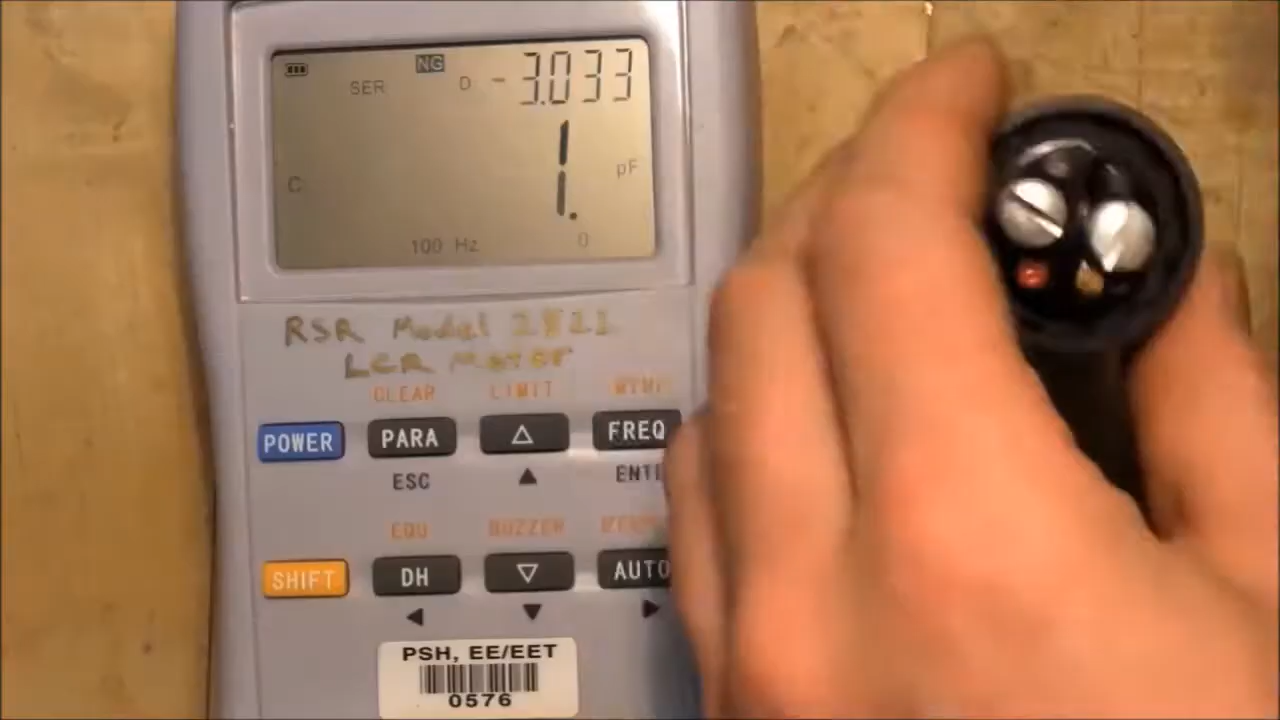 NG
SER D -3.033
C 1. pF
100 Hz 0
RSR Model 2821
LCR Meter
CLEAR LIMIT
POWER PARA △ FREQ
ESC ▲
EQU BUZZER
SHIFT DH ▽ AUTO
◀ ▼ ▶
PSH, EE/EET
0576